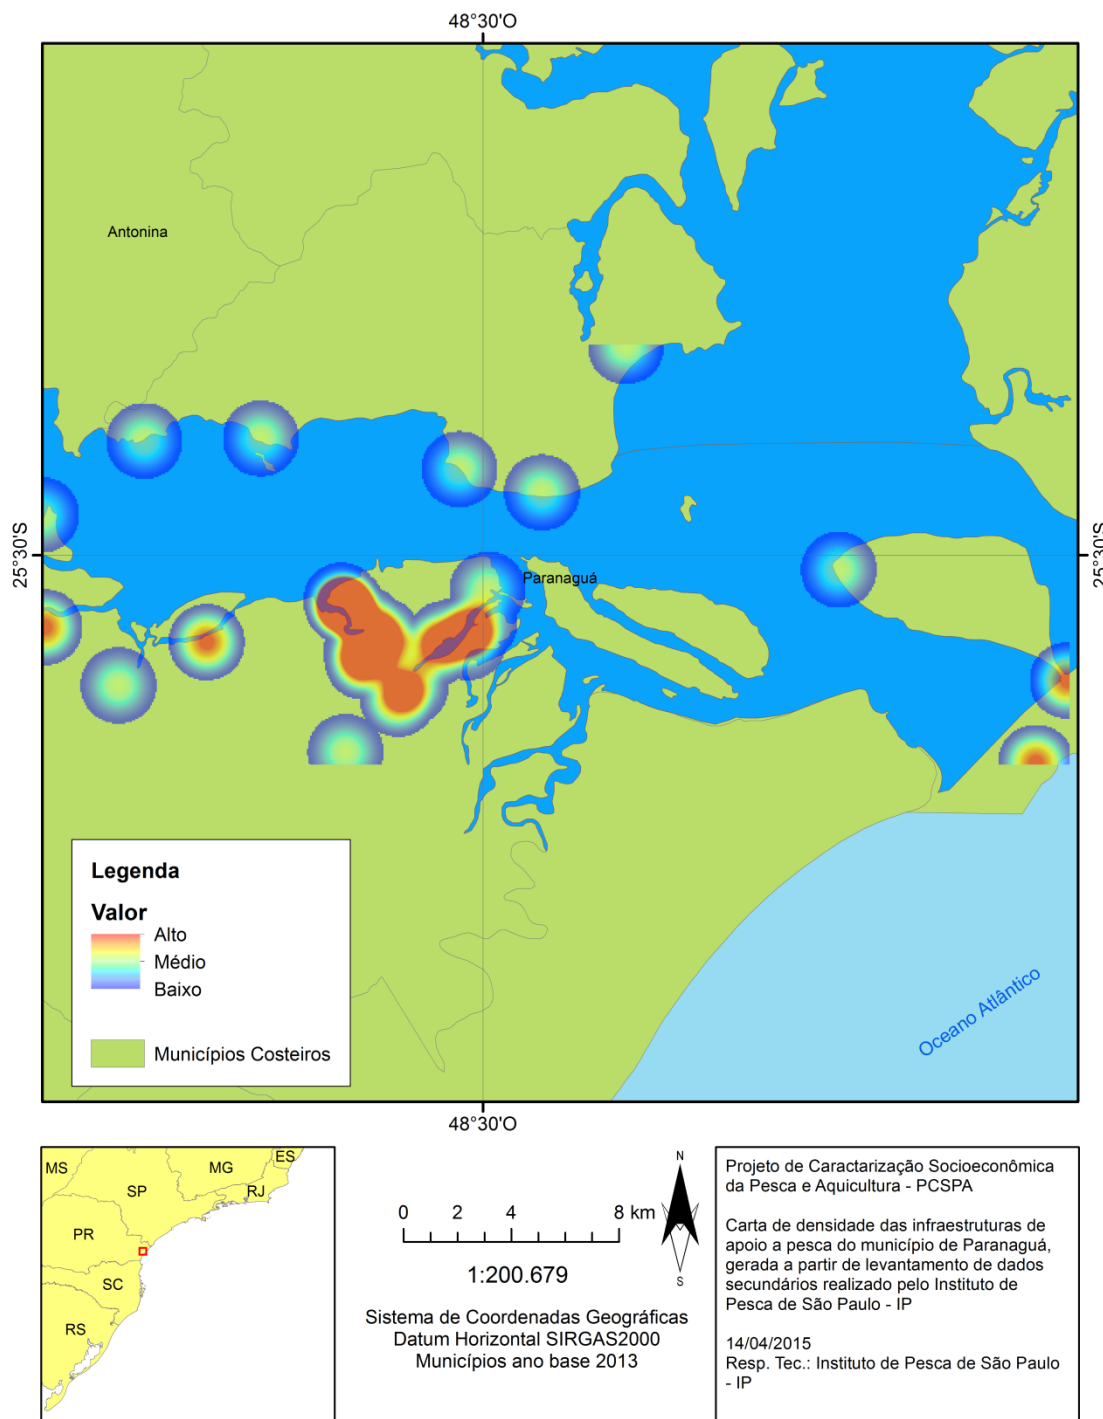 48°30'O
Antonina
25°30'S
25°30'S
Paranaguá
Legenda
Valor
Alto
Médio
Baixo
Municípios Costeiros
Oceano Atlântico
48°30'O
MS
MG
ES
SP
RJ
PR
SC
RS
0 2 4 8 km
1:200.679
Sistema de Coordenadas Geográficas
Datum Horizontal SIRGAS2000
Municípios ano base 2013
N
S
Projeto de Caractarização Socioeconômica
da Pesca e Aquicultura - PCSPA
Carta de densidade das infraestruturas de
apoio a pesca do município de Paranaguá,
gerada a partir de levantamento de dados
secundários realizado pelo Instituto de
Pesca de São Paulo - IP
14/04/2015
Resp. Tec.: Instituto de Pesca de São Paulo
- IP